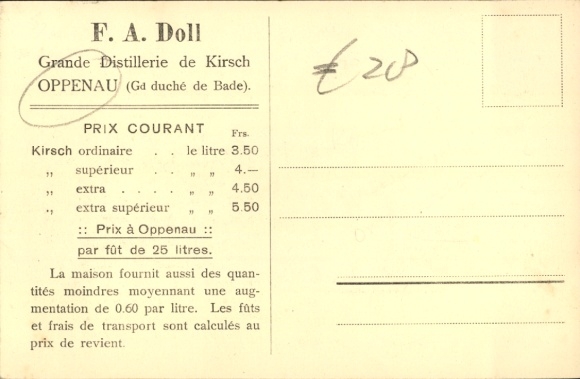 F. A. Doll
Grande Distillerie de Kirsch
OPPENAU (Gd duché de Bade).
PRIX COURANT Frs.
Kirsch ordinaire . . le litre 3.50
„ supérieur . . „ „ 4.—
„ extra . . . . „ „ 4.50
„ extra supérieur „ „ 5.50
:: Prix à Oppenau ::
par fût de 25 litres.
La maison fournit aussi des quan-
tités moindres moyennant une aug-
mentation de 0.60 par litre. Les fûts
et frais de transport sont calculés au
prix de revient.
€ 28